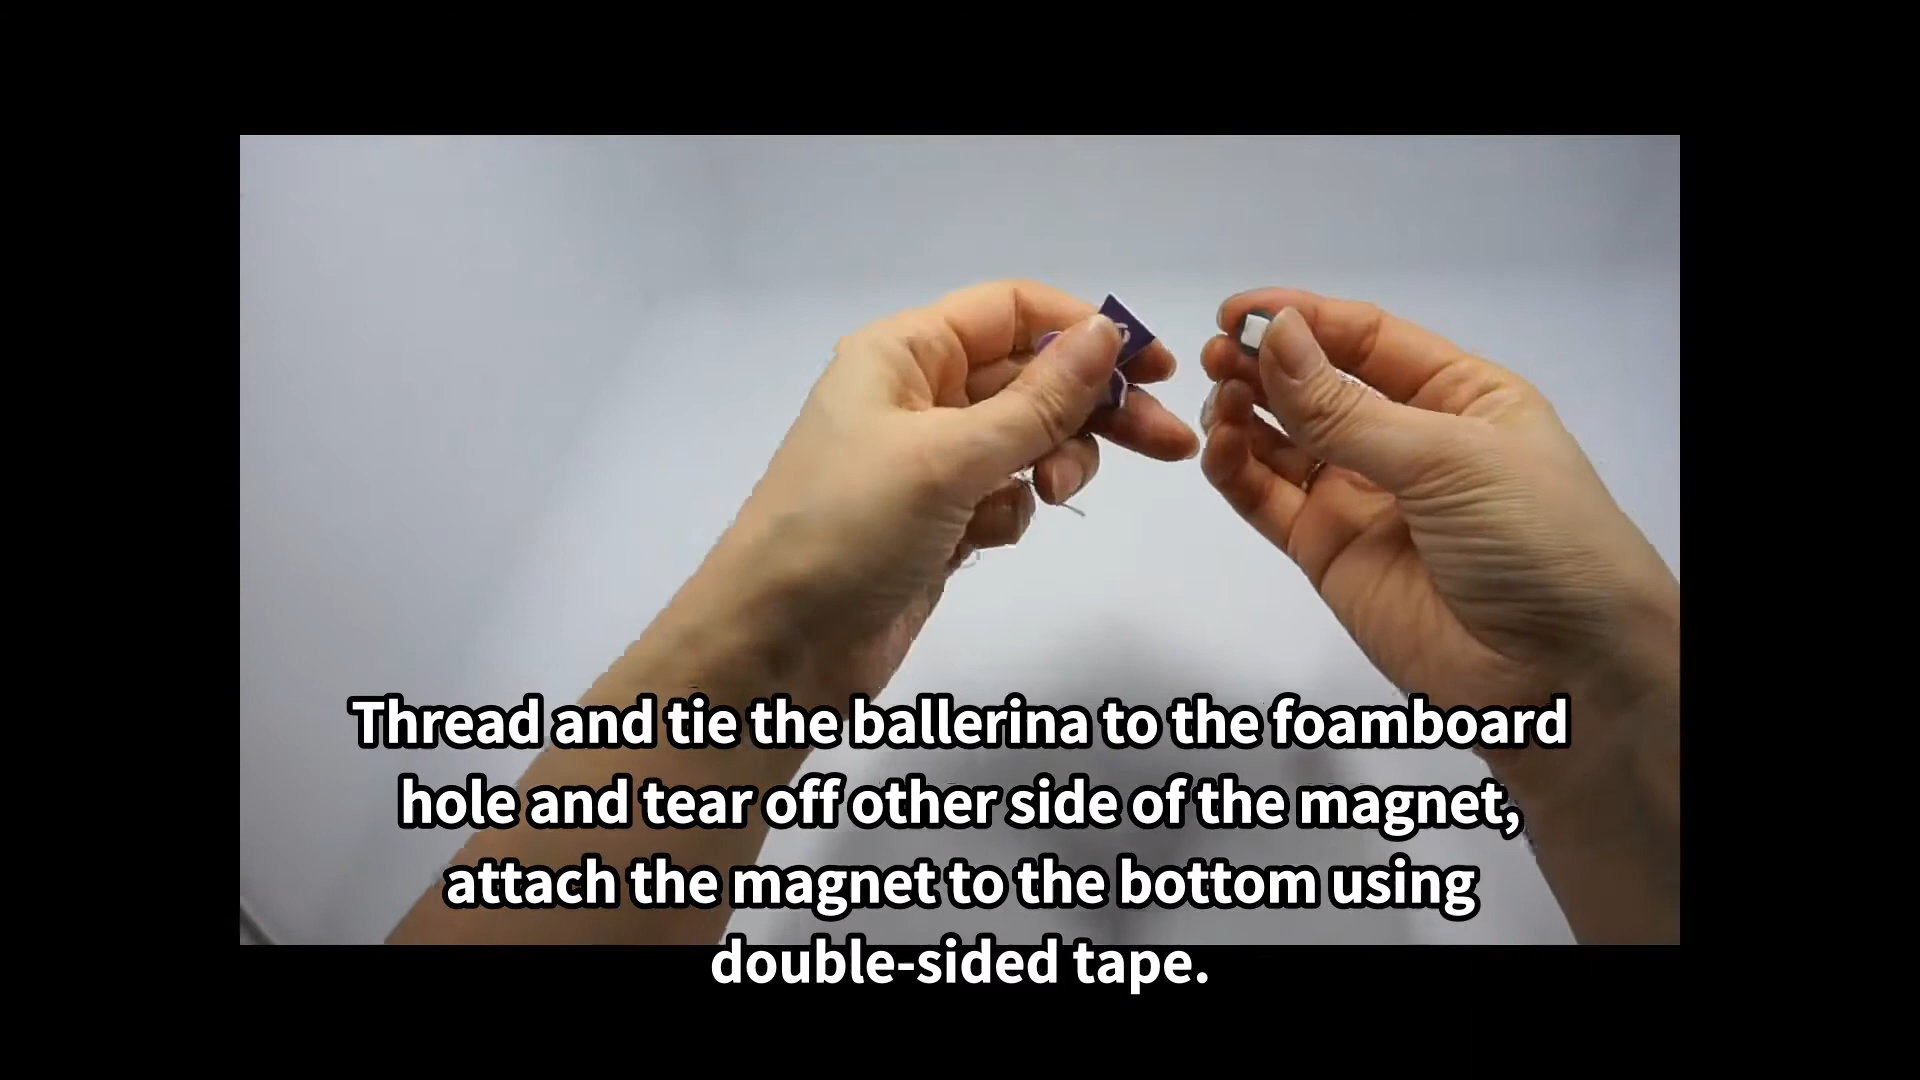 Thread and tie the ballerina to the foamboard
hole and tear off other side of the magnet,
attach the magnet to the bottom using
double-sided tape.